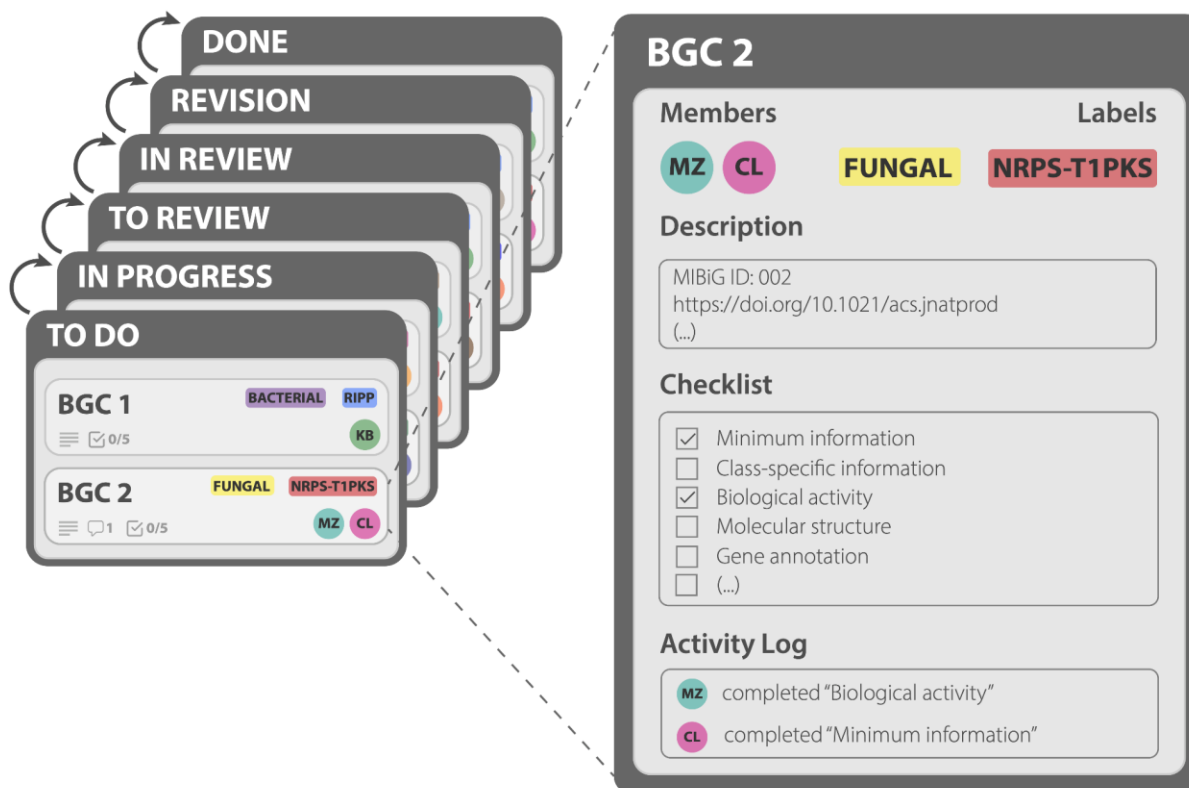 DONE
REVISION
IN REVIEW
TO REVIEW
IN PROGRESS
TO DO
BGC 1
BACTERIAL RIPP
0/5
KB
BGC 2
FUNGAL NRPS-T1PKS
1 0/5
MZ CL
BGC 2
Members Labels
MZ CL FUNGAL NRPS-T1PKS
Description
MIBiG ID: 002
https://doi.org/10.1021/acs.jnatprod
(...)
Checklist
Minimum information
Class-specific information
Biological activity
Molecular structure
Gene annotation
(...)
Activity Log
MZ completed “Biological activity”
CL completed “Minimum information”